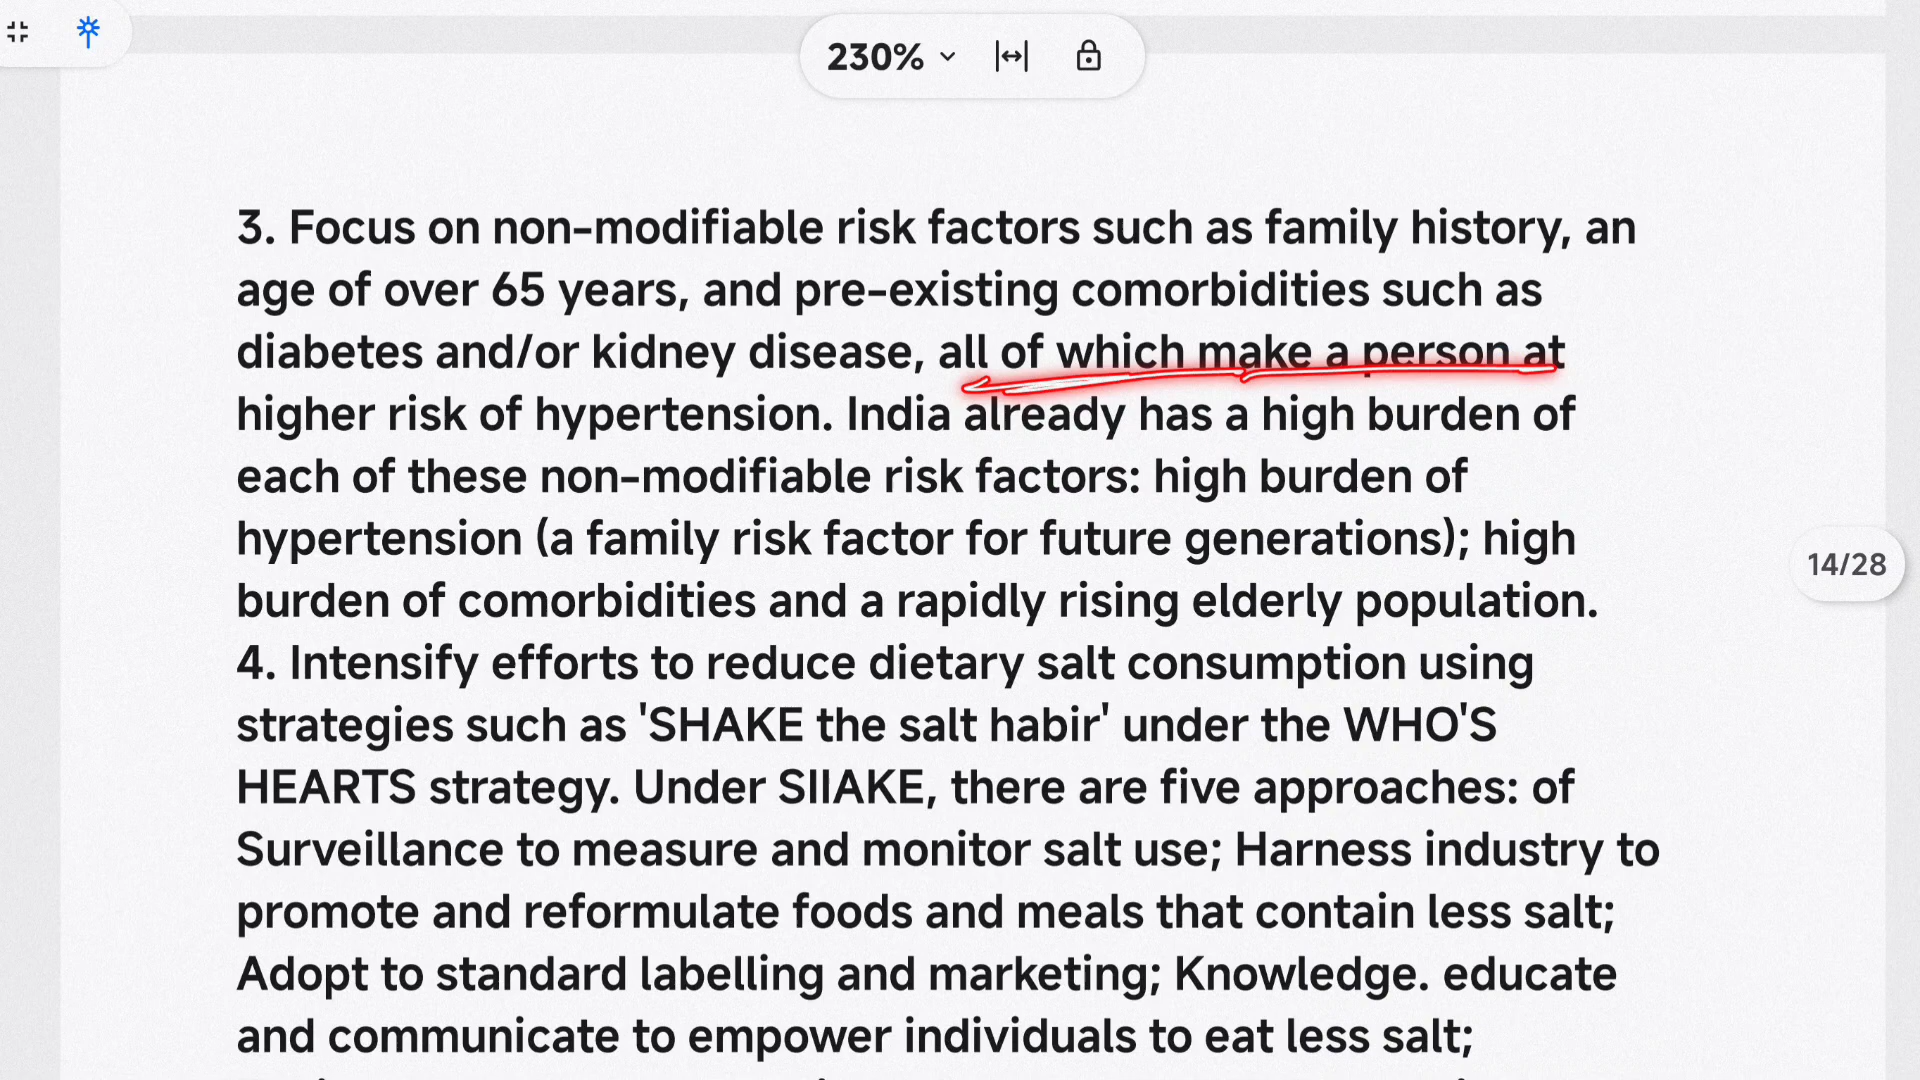 230%
3. Focus on non-modifiable risk factors such as family history, an
age of over 65 years, and pre-existing comorbidities such as
diabetes and/or kidney disease, all of which make a person at
higher risk of hypertension. India already has a high burden of
each of these non-modifiable risk factors: high burden of
hypertension (a family risk factor for future generations); high
burden of comorbidities and a rapidly rising elderly population.
4. Intensify efforts to reduce dietary salt consumption using
strategies such as 'SHAKE the salt habir' under the WHO'S
HEARTS strategy. Under SIIAKE, there are five approaches: of
Surveillance to measure and monitor salt use; Harness industry to
promote and reformulate foods and meals that contain less salt;
Adopt to standard labelling and marketing; Knowledge. educate
and communicate to empower individuals to eat less salt;
14/28